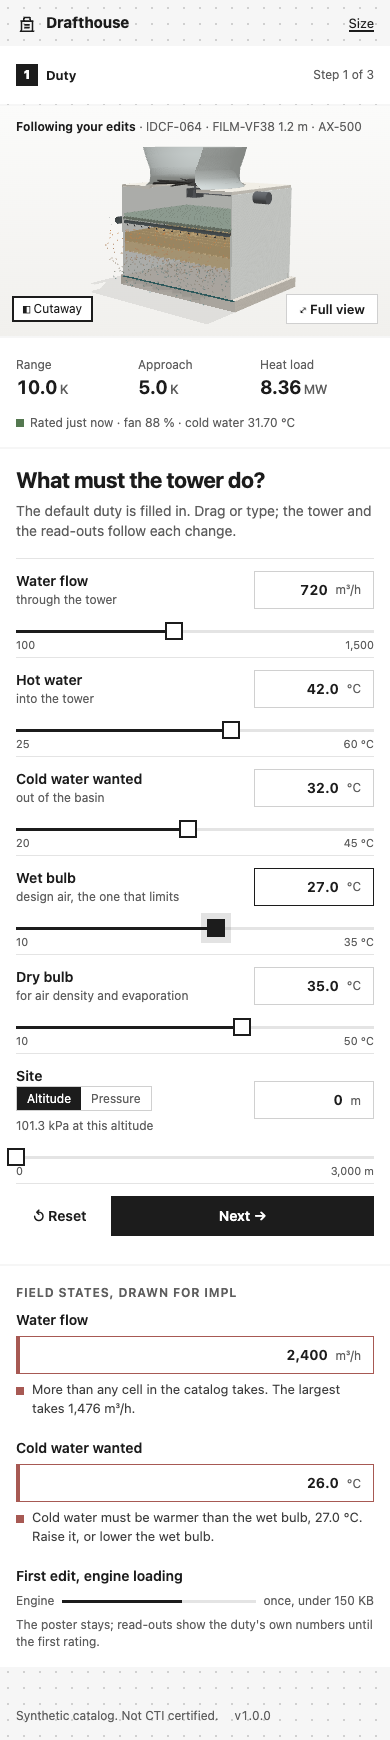 Drafthouse
Size
1 Duty
Step 1 of 3
Following your edits · IDCF-064 · FILM-VF38 1.2 m · AX-500
Cutaway
Full view
Range
Approach
Heat load
10.0 K
5.0 K
8.36 MW
Rated just now · fan 88 % · cold water 31.70 °C
What must the tower do?
The default duty is filled in. Drag or type; the tower and
the read-outs follow each change.
Water flow
through the tower
720 m³/h
100
1,500
Hot water
into the tower
42.0 °C
25
60 °C
Cold water wanted
out of the basin
32.0 °C
20
45 °C
Wet bulb
design air, the one that limits
27.0 °C
10
35 °C
Dry bulb
for air density and evaporation
35.0 °C
10
50 °C
Site
Altitude
Pressure
0 m
101.3 kPa at this altitude
0
3,000 m
Reset
Next →
FIELD STATES, DRAWN FOR IMPL
Water flow
2,400 m³/h
More than any cell in the catalog takes. The largest
takes 1,476 m³/h.
Cold water wanted
26.0 °C
Cold water must be warmer than the wet bulb, 27.0 °C.
Raise it, or lower the wet bulb.
First edit, engine loading
Engine
once, under 150 KB
The poster stays; read-outs show the duty's own numbers until
the first rating.
Synthetic catalog. Not CTI certified.
v1.0.0